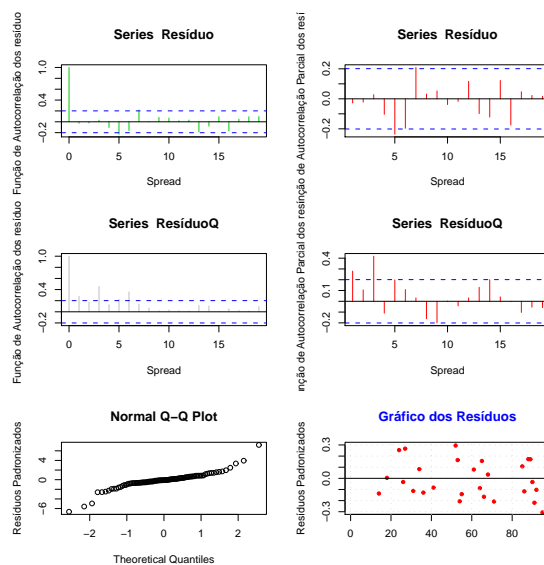 Series Resíduo
Função de Autocorrelação dos resíduo
−0.2 0.4 1.0
0 5 10 15
Spread
Series Resíduo
inção de Autocorrelação Parcial dos resí
−0.2 0.0 0.2
5 10 15
Spread
Series ResíduoQ
Função de Autocorrelação dos resíduo
−0.2 0.4 1.0
0 5 10 15
Spread
Series ResíduoQ
inção de Autocorrelação Parcial dos resí
−0.2 0.1 0.4
5 10 15
Spread
Normal Q−Q Plot
Resíduos Padronizados
−6 0 4
−2 −1 0 1 2
Theoretical Quantiles
Gráfico dos Resíduos
Resíduos Padronizados
−0.3 0.0 0.3
0 20 40 60 80